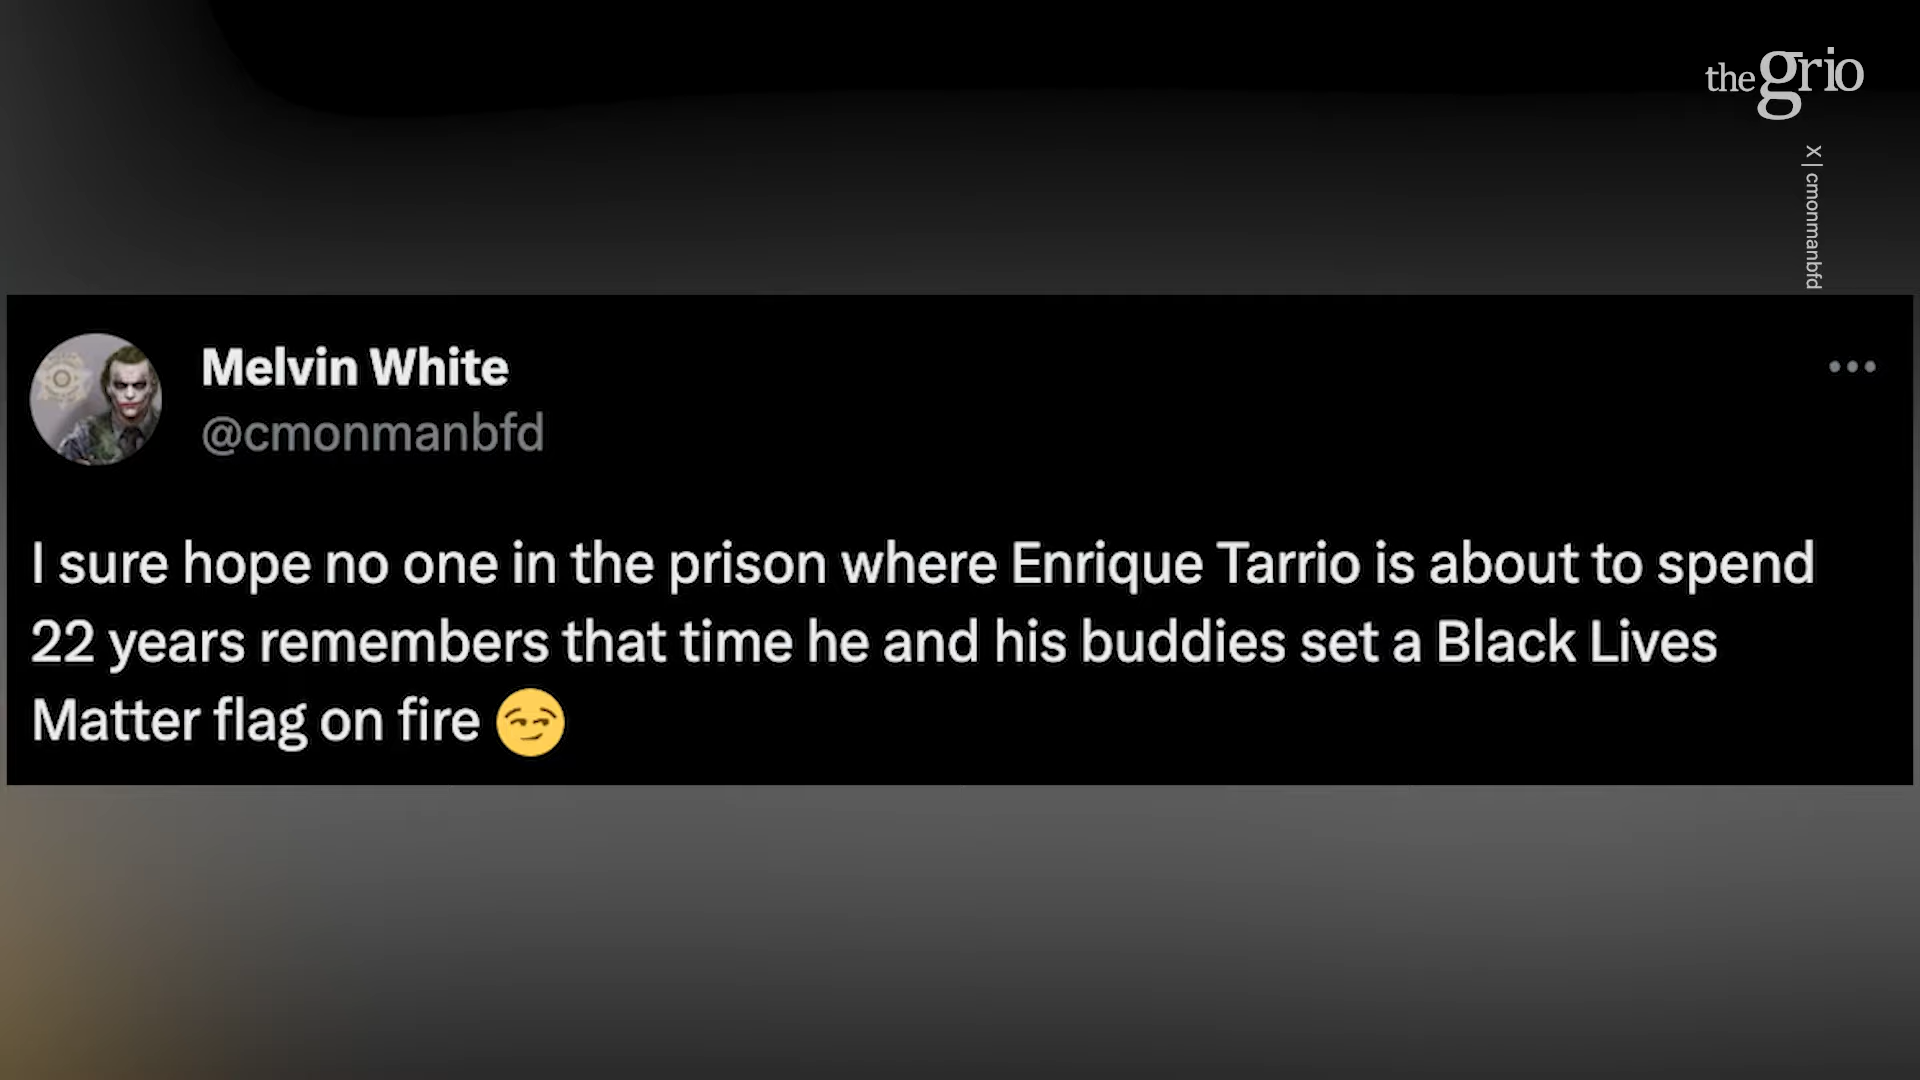 thegrio
X | cmonmanbfd
Melvin White
@cmonmanbfd
I sure hope no one in the prison where Enrique Tarrio is about to spend
22 years remembers that time he and his buddies set a Black Lives
Matter flag on fire 😏